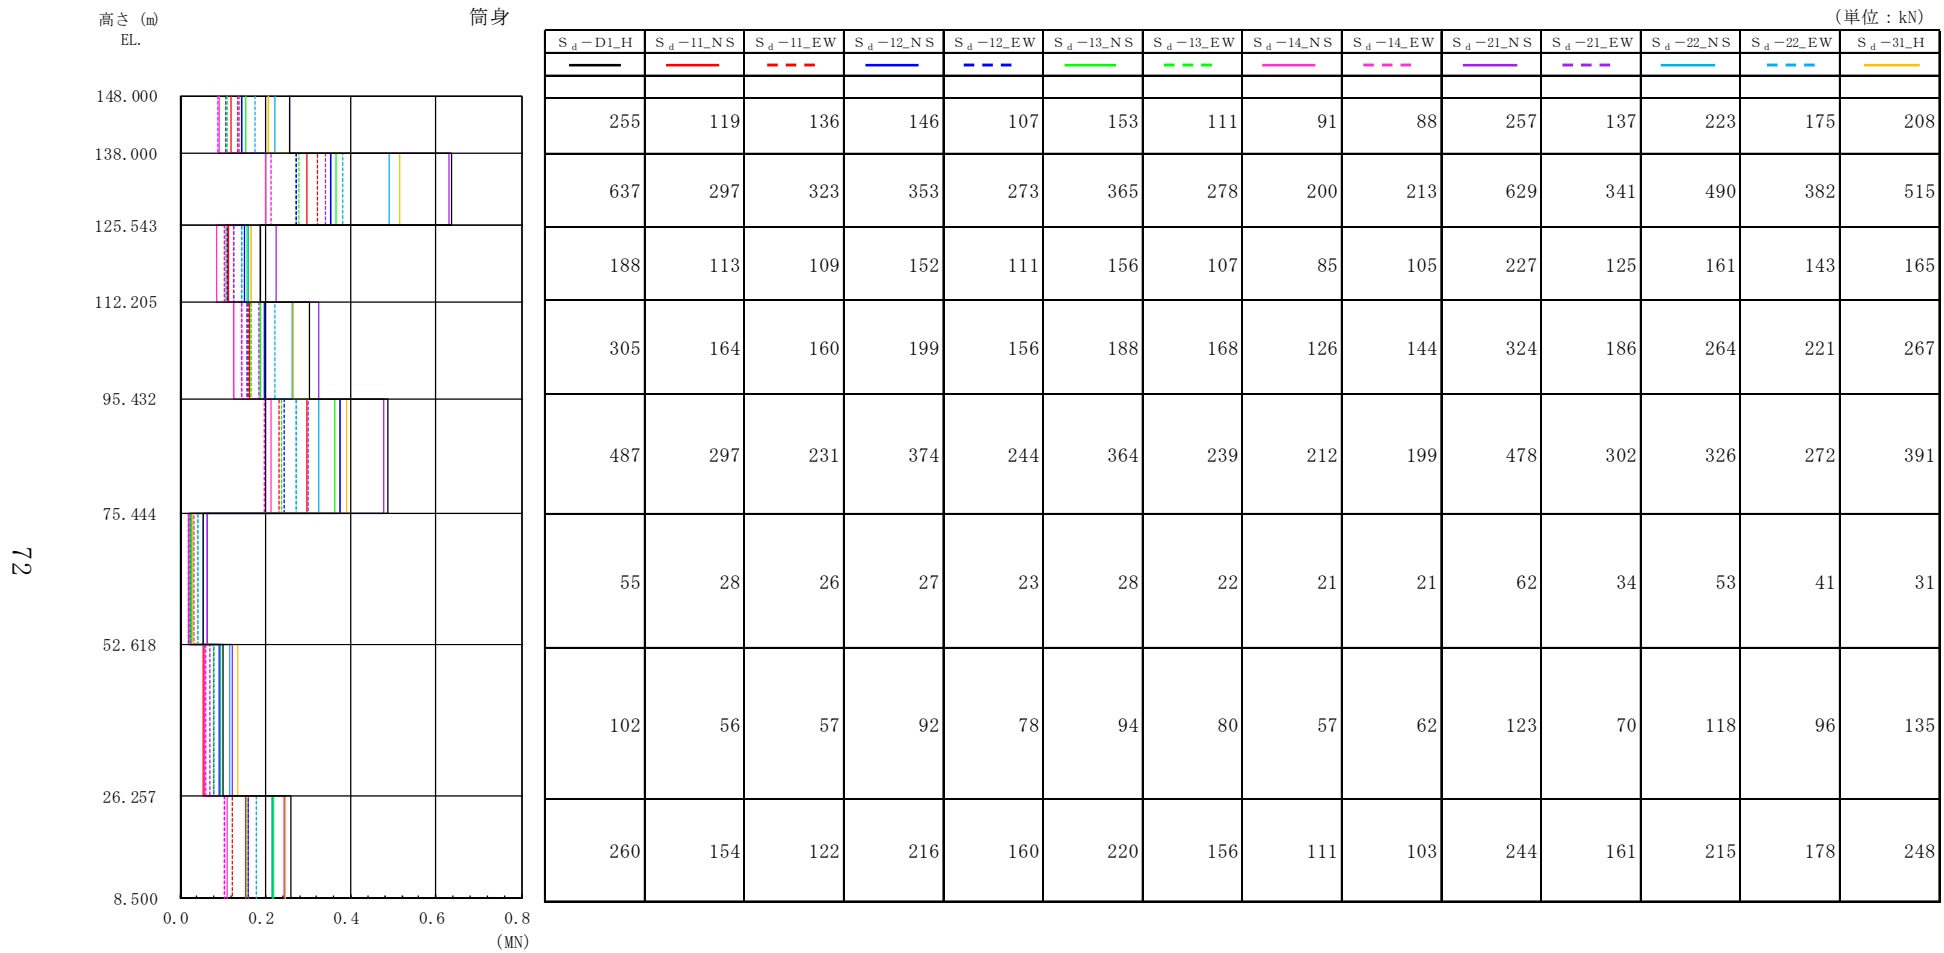 高さ (m)
EL.
筒身
(単位：kN)
Sd-D1_H Sd-11_NS Sd-11_EW Sd-12_NS Sd-12_EW Sd-13_NS Sd-13_EW Sd-14_NS Sd-14_EW Sd-21_NS Sd-21_EW Sd-22_NS Sd-22_EW Sd-31_H
148.000
255 119 136 146 107 153 111 91 88 257 137 223 175 208
138.000
637 297 323 353 273 365 278 200 213 629 341 490 382 515
125.543
188 113 109 152 111 156 107 85 105 227 125 161 143 165
112.205
305 164 160 199 156 188 168 126 144 324 186 264 221 267
95.432
487 297 231 374 244 364 239 212 199 478 302 326 272 391
75.444
55 28 26 27 23 28 22 21 21 62 34 53 41 31
52.618
102 56 57 92 78 94 80 57 62 123 70 118 96 135
26.257
260 154 122 216 160 220 156 111 103 244 161 215 178 248
8.500
0.0 0.2 0.4 0.6 0.8
(MN)
72